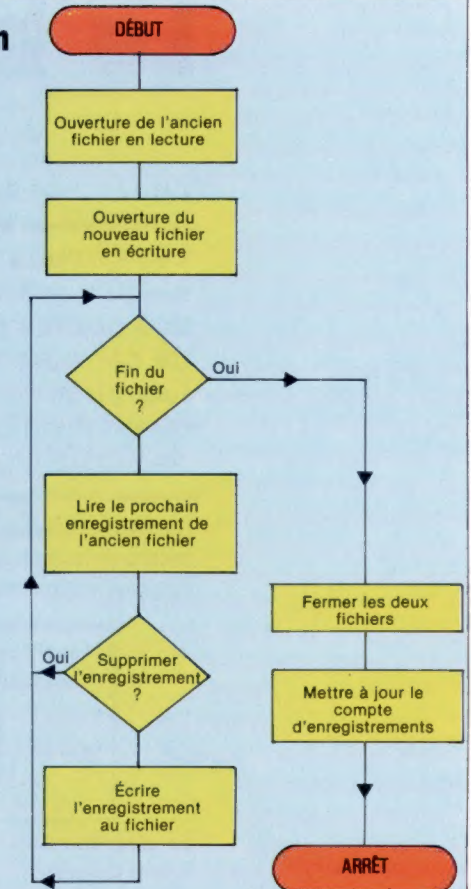 n
DÉBUT
Ouverture de l'ancien
fichier en lecture
Ouverture du
nouveau fichier
en écriture
Fin du
fichier
?
Oui
Lire le prochain
enregistrement de
l'ancien fichier
Oui
Supprimer
l'enregistrement
?
Écrire
l'enregistrement
au fichier
Fermer les deux
fichiers
Mettre à jour le
compte
d'enregistrements
ARRÊT